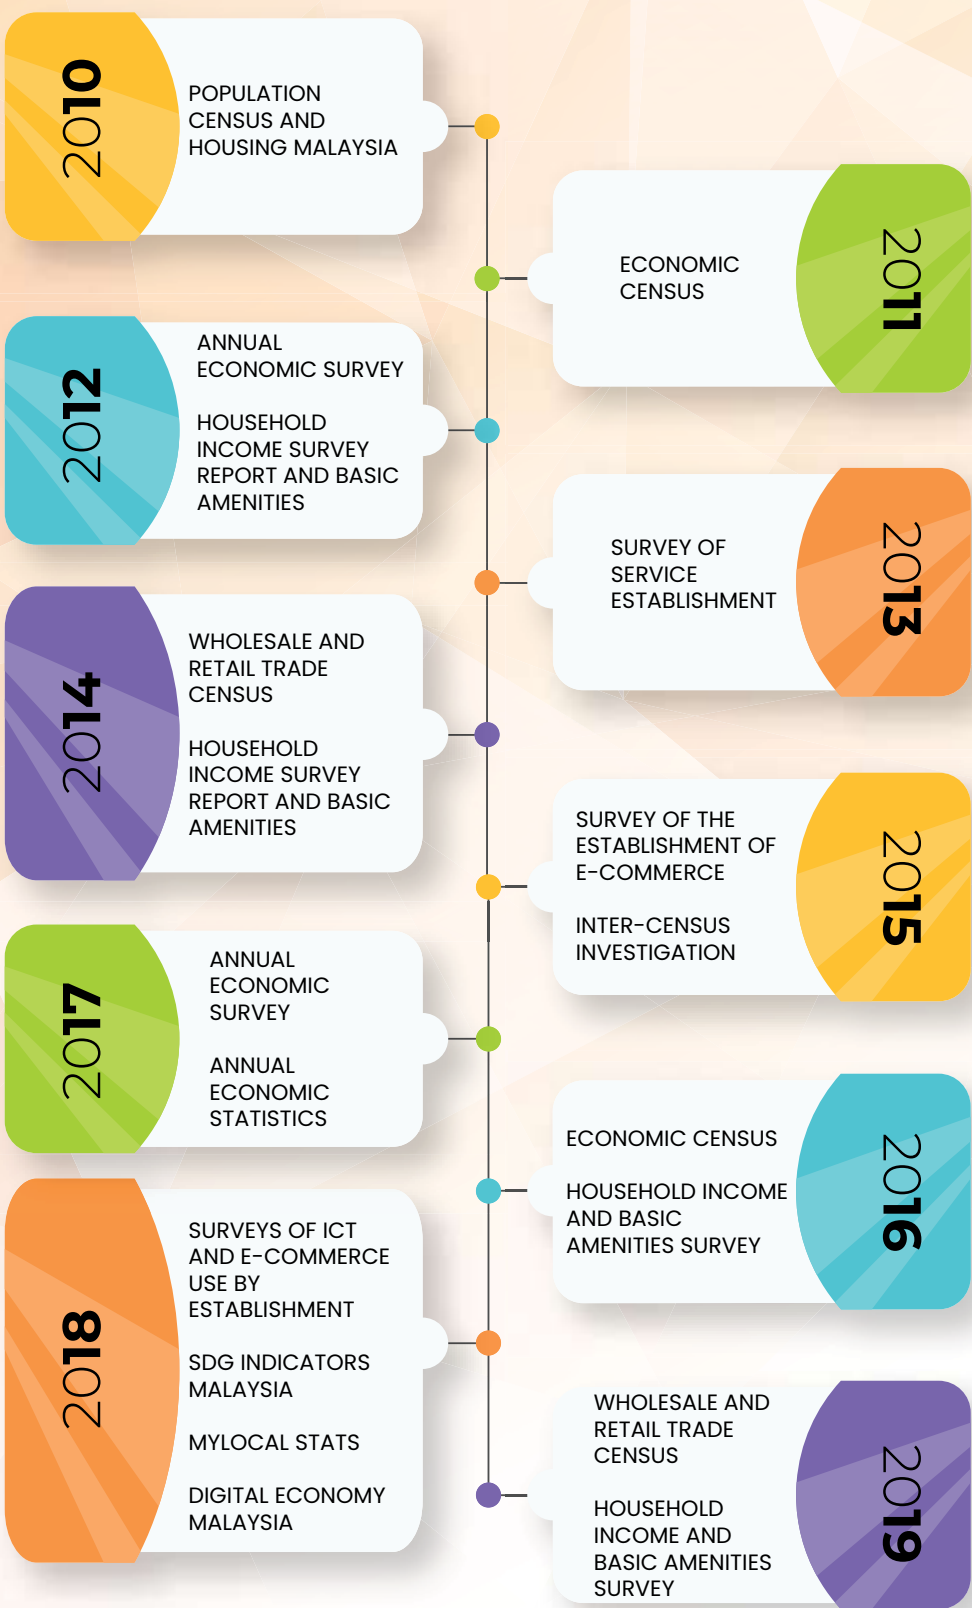 2010
POPULATION
CENSUS AND
HOUSING MALAYSIA
2011
ECONOMIC
CENSUS
2012
ANNUAL
ECONOMIC SURVEY
HOUSEHOLD
INCOME SURVEY
REPORT AND BASIC
AMENITIES
2013
SURVEY OF
SERVICE
ESTABLISHMENT
2014
WHOLESALE AND
RETAIL TRADE
CENSUS
HOUSEHOLD
INCOME SURVEY
REPORT AND BASIC
AMENITIES
2015
SURVEY OF THE
ESTABLISHMENT OF
E-COMMERCE
INTER-CENSUS
INVESTIGATION
2016
ECONOMIC CENSUS
HOUSEHOLD INCOME
AND BASIC
AMENITIES SURVEY
2017
ANNUAL
ECONOMIC
SURVEY
ANNUAL
ECONOMIC
STATISTICS
2018
SURVEYS OF ICT
AND E-COMMERCE
USE BY
ESTABLISHMENT
SDG INDICATORS
MALAYSIA
MYLOCAL STATS
DIGITAL ECONOMY
MALAYSIA
2019
WHOLESALE AND
RETAIL TRADE
CENSUS
HOUSEHOLD
INCOME AND
BASIC AMENITIES
SURVEY